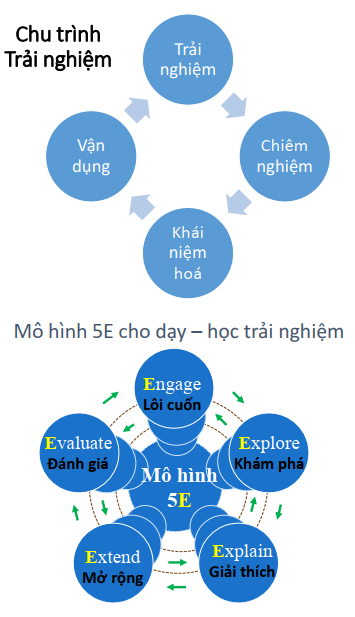 Chu trình
Trải nghiệm
Trải
nghiệm
Chiêm
nghiệm
Khái
niệm
hoá
Vận
dụng
Mô hình 5E cho dạy – học trải nghiệm
Engage
Lôi cuốn
Evaluate
Đánh giá
Explore
Khám phá
Mô hình
5E
Extend
Mở rộng
Explain
Giải thích